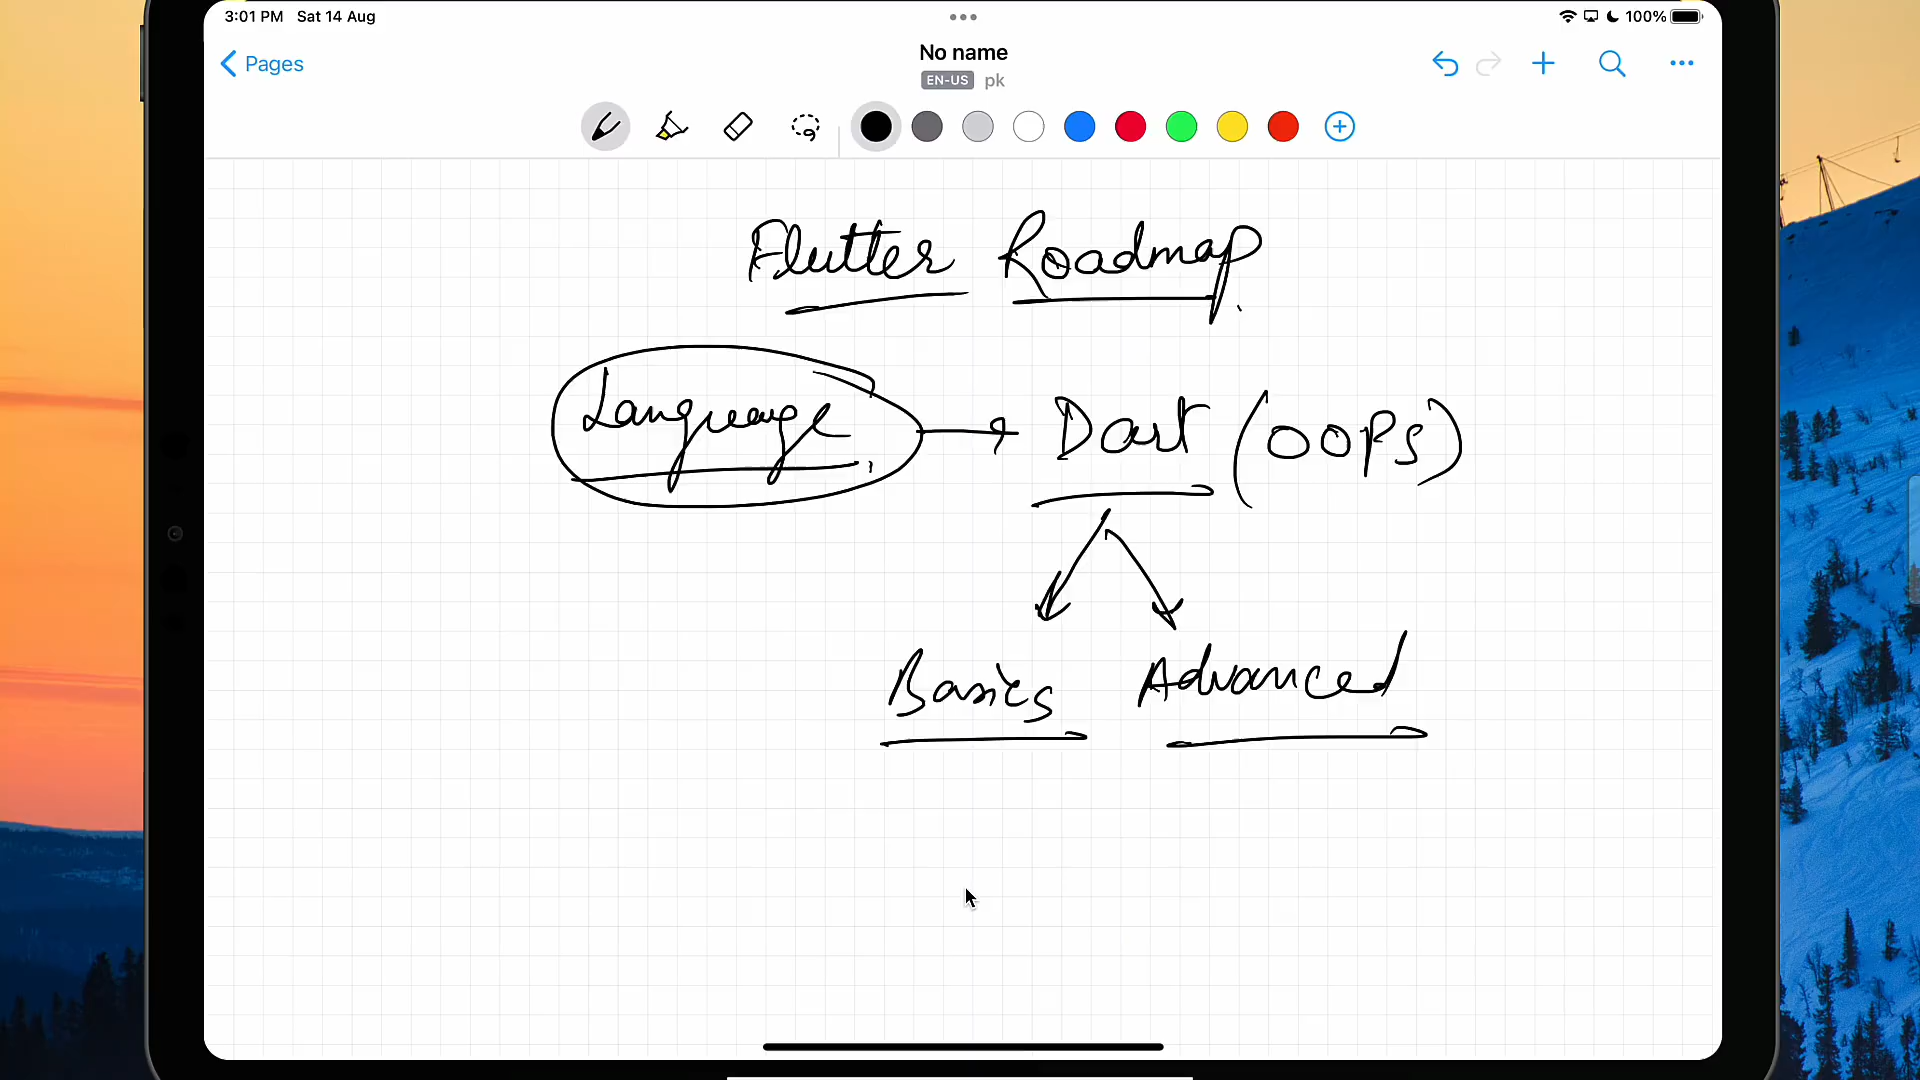 3:01 PM Sat 14 Aug
100%
Pages
No name
EN-US pk
Flutter Roadmap
Language → Dart (OOPS)
Basics Advanced